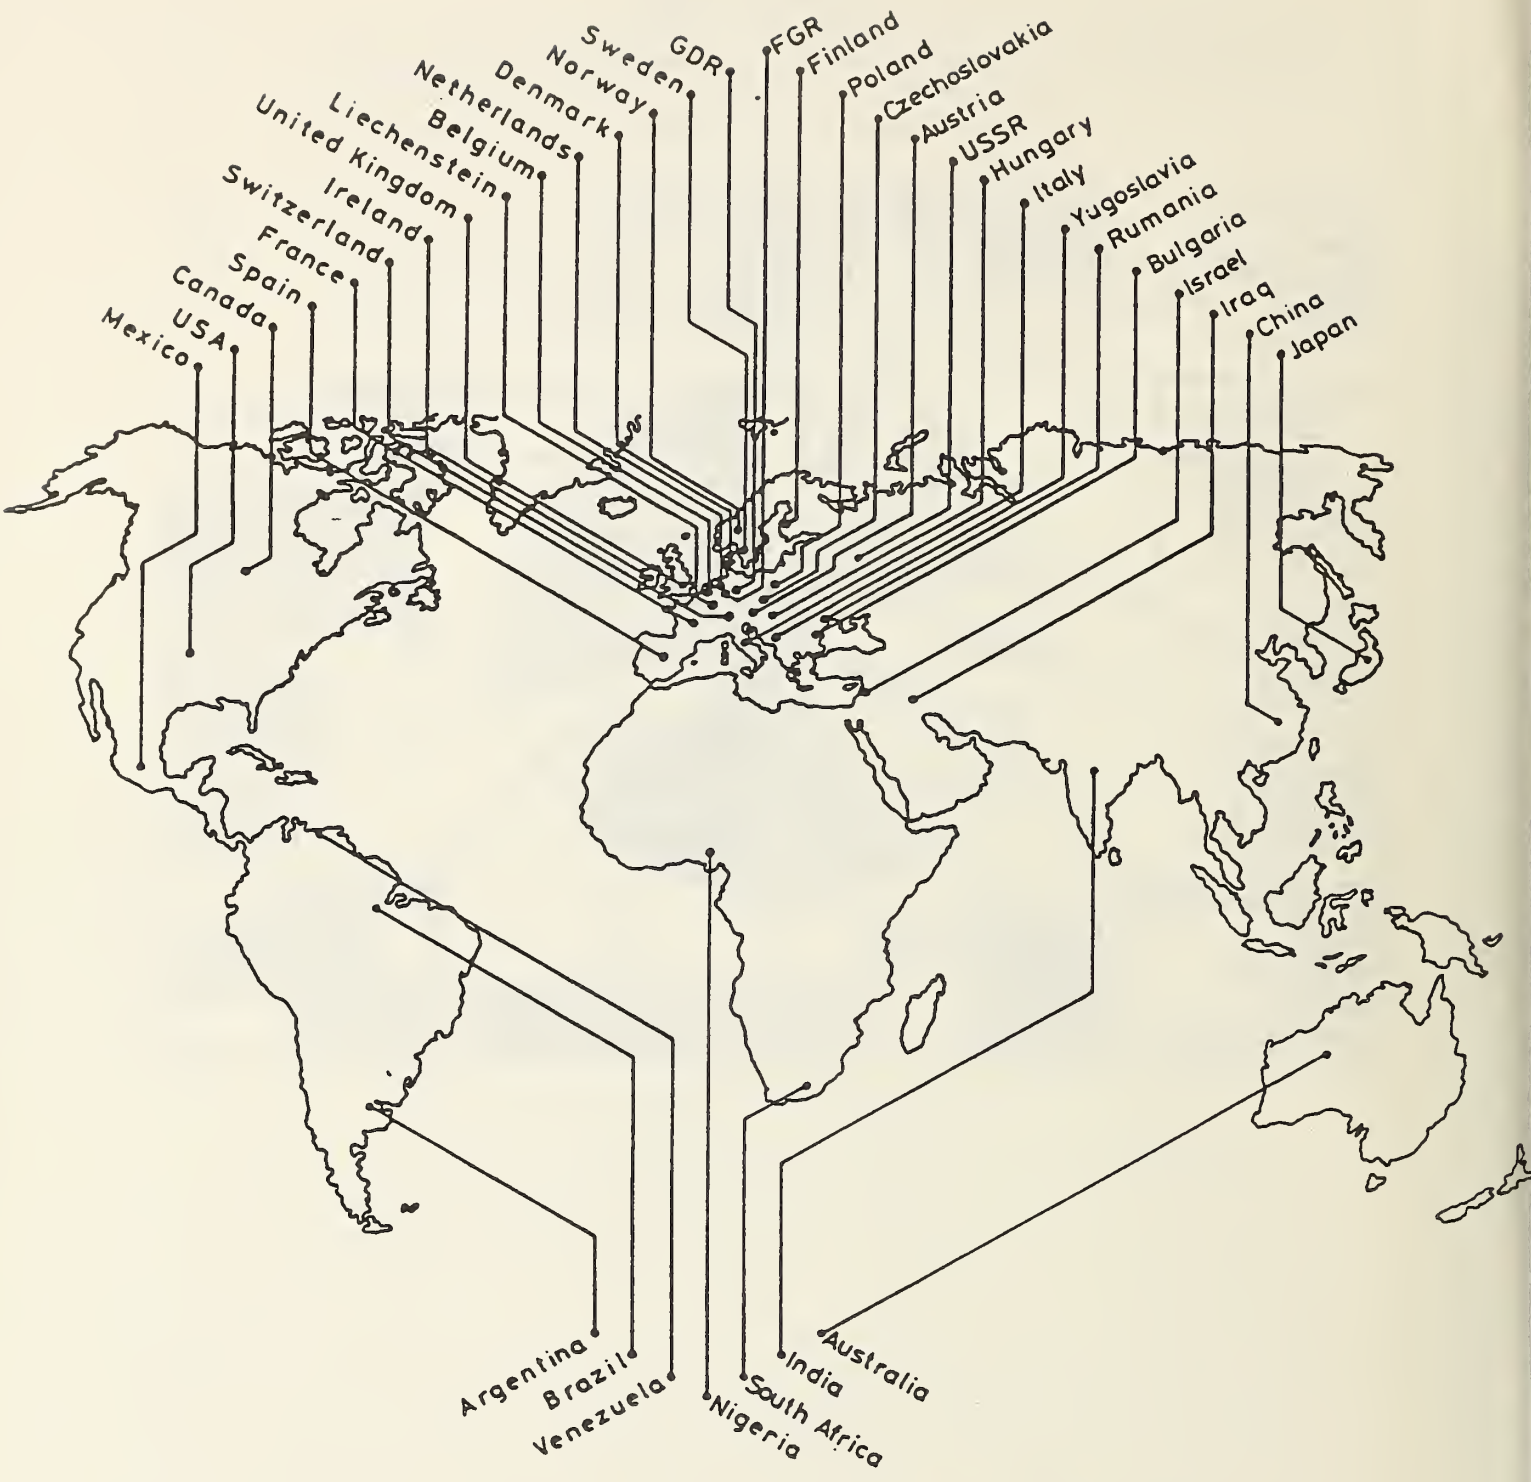 Mexico
USA
Canada
Spain
France
Switzerland
Ireland
United Kingdom
Liechenstein
Belgium
Netherlands
Denmark
Norway
Sweden
GDR
FGR
Finland
Poland
Czechoslovakia
Austria
USSR
Hungary
Italy
Yugoslavia
Rumania
Bulgaria
Israel
Iraq
China
Japan
Argentina
Brazil
Venezuela
Nigeria
South Africa
India
Australia